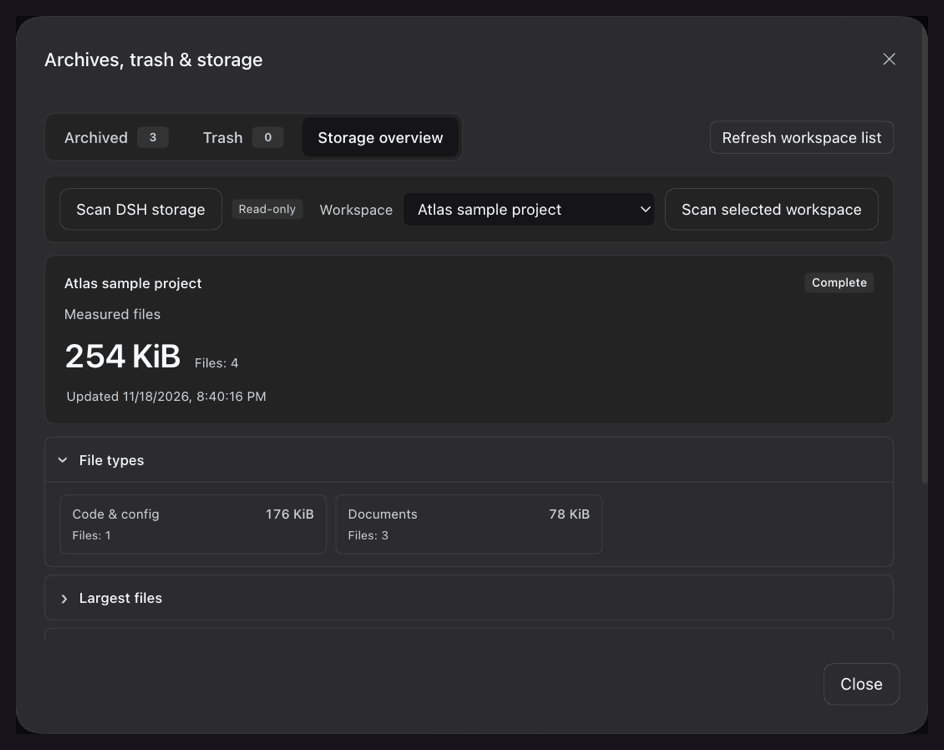 Archives, trash & storage
Archived 3 Trash 0 Storage overview Refresh workspace list
Scan DSH storage Read-only Workspace Atlas sample project Scan selected workspace
Atlas sample project Complete
Measured files
254 KiB Files: 4
Updated 11/18/2026, 8:40:16 PM
File types
Code & config 176 KiB Documents 78 KiB
Files: 1 Files: 3
Largest files
Close